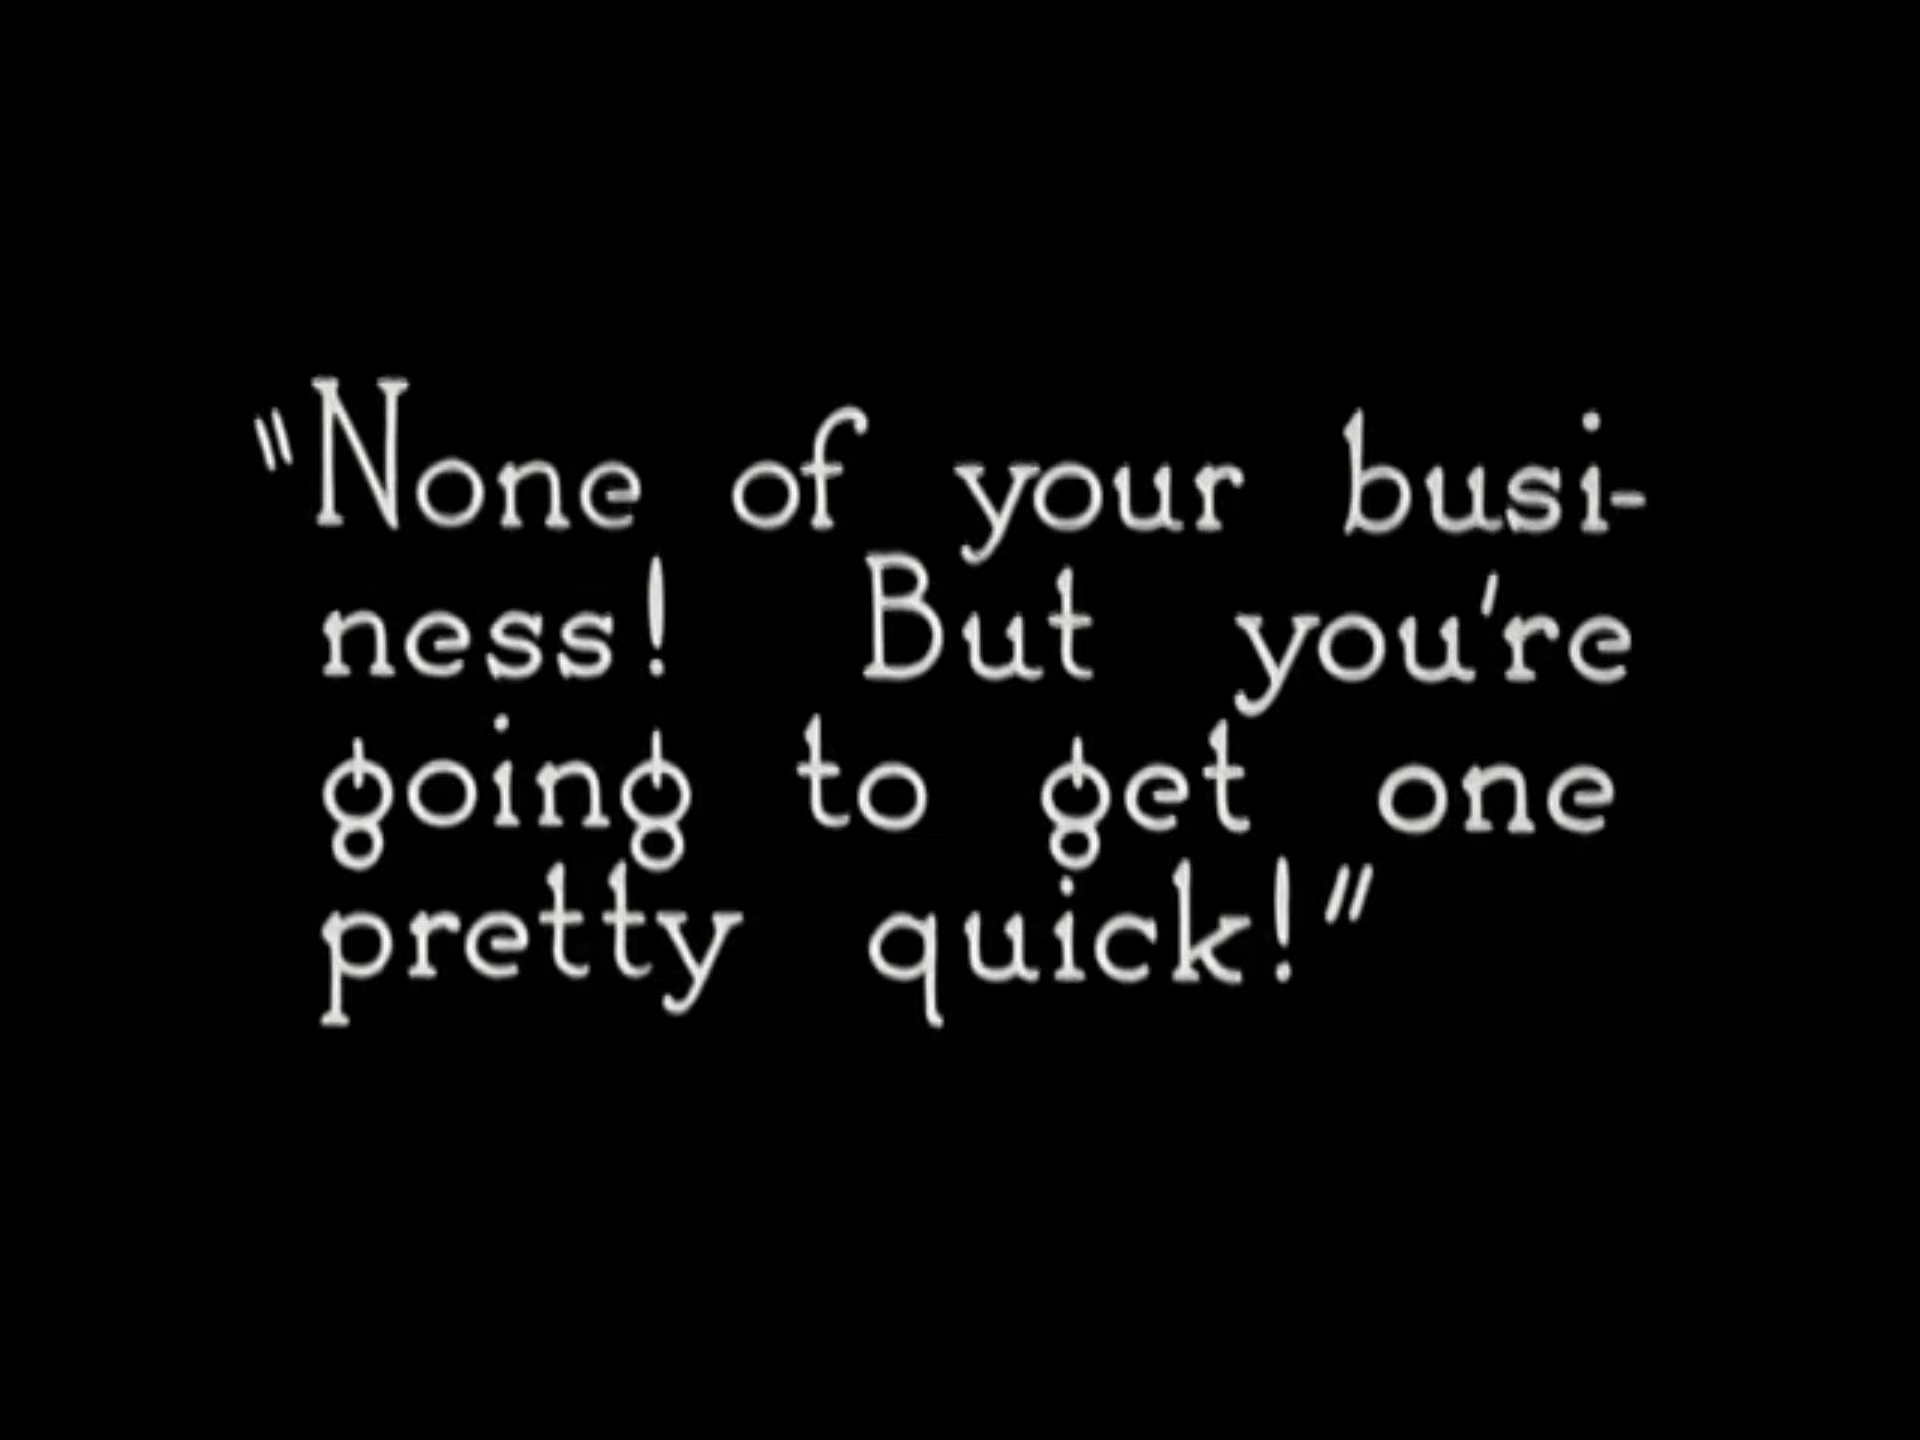 "None of your busi-
ness! But you're
going to get one
pretty quick!"